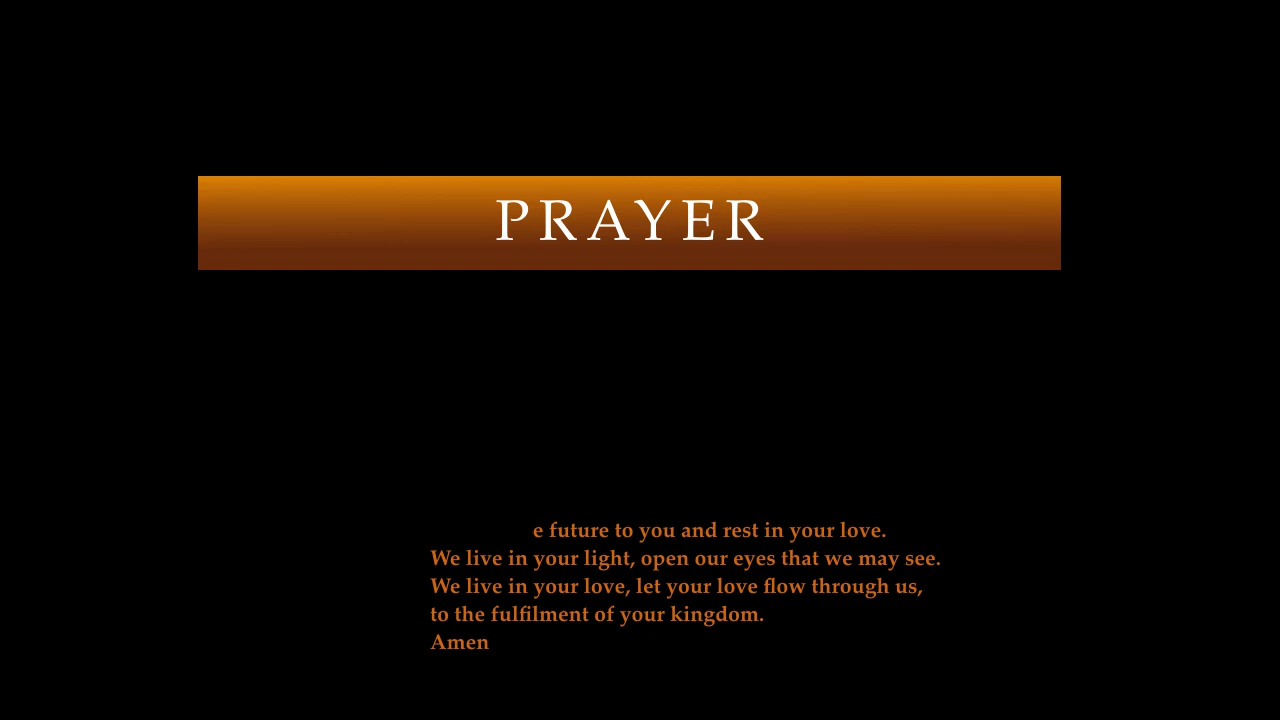 PRAYER
e future to you and rest in your love.
We live in your light, open our eyes that we may see.
We live in your love, let your love flow through us,
to the fulfilment of your kingdom.
Amen